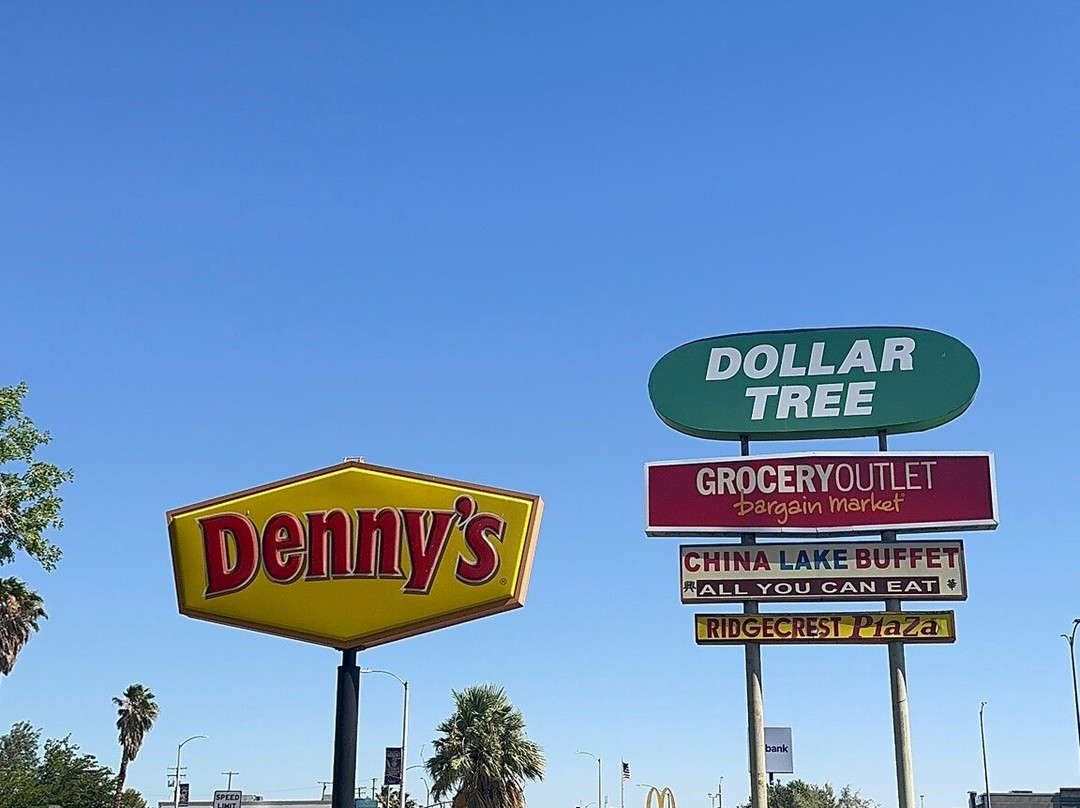 Denny's
DOLLAR
TREE
GROCERY OUTLET
bargain market
CHINA LAKE BUFFET
ALL YOU CAN EAT
RIDGECREST PlaZa
bank
SPEED
LIMIT